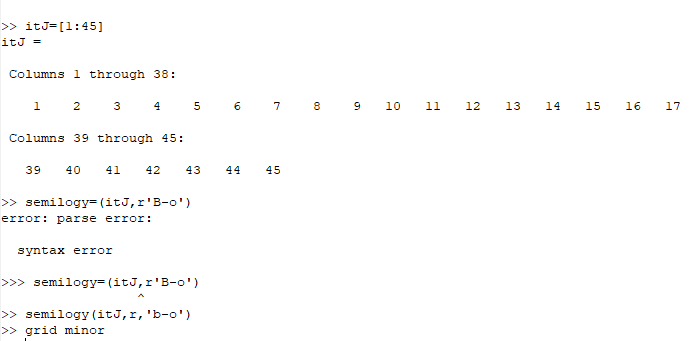 >> itJ=[1:45]
itJ =
Columns 1 through 38:
1 2 3 4 5 6 7 8 9 10 11 12 13 14 15 16 17
Columns 39 through 45:
39 40 41 42 43 44 45
>> semilogy=(itJ,r'B-o')
error: parse error:
syntax error
>>> semilogy=(itJ,r'B-o')
^
>> semilogy(itJ,r,'b-o')
>> grid minor